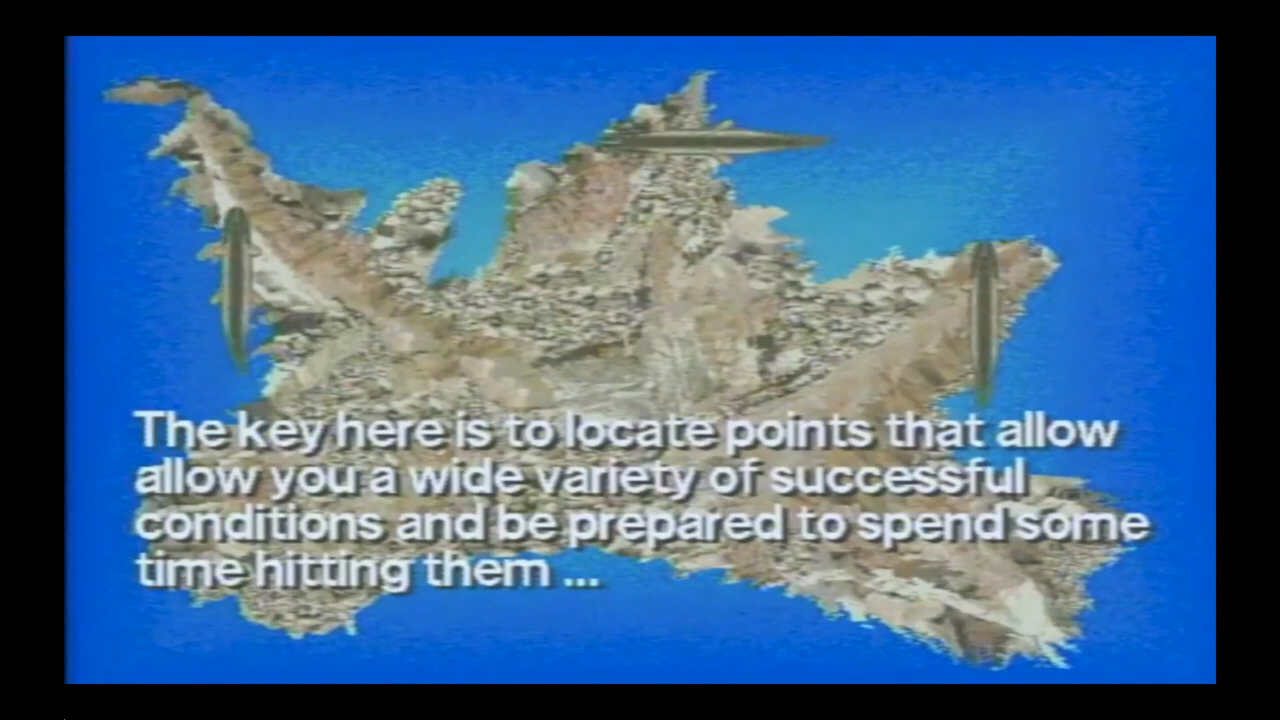 The key here is to locate points that allow
allow you a wide variety of successful
conditions and be prepared to spend some
time hitting them ...